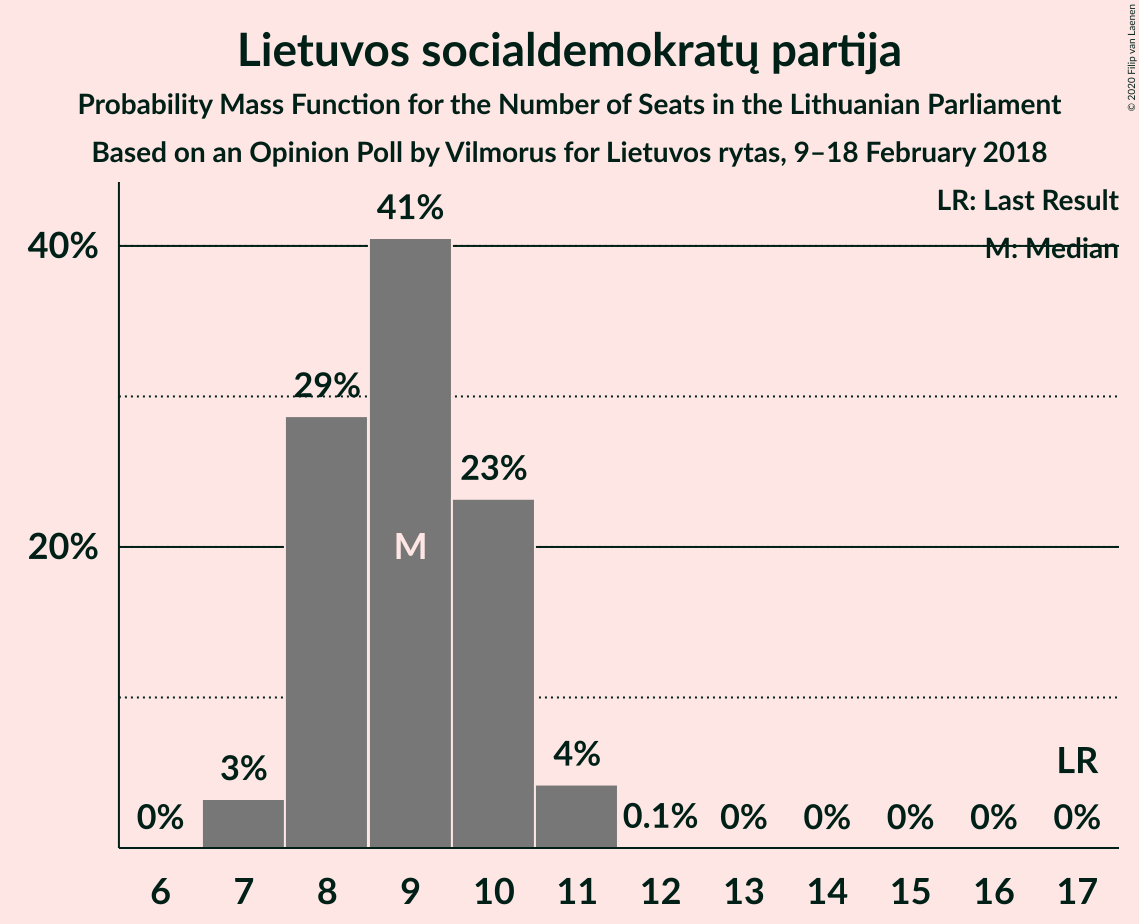 Lietuvos socialdemokratų partija
Probability Mass Function for the Number of Seats in the Lithuanian Parliament
Based on an Opinion Poll by Vilmorus for Lietuvos rytas, 9–18 February 2018
© 2020 Filip van Laenen
LR: Last Result
M: Median
40%
20%
0%
3%
29%
41%
M
23%
4%
0.1%
0%
0%
0%
0%
LR
0%
6 7 8 9 10 11 12 13 14 15 16 17